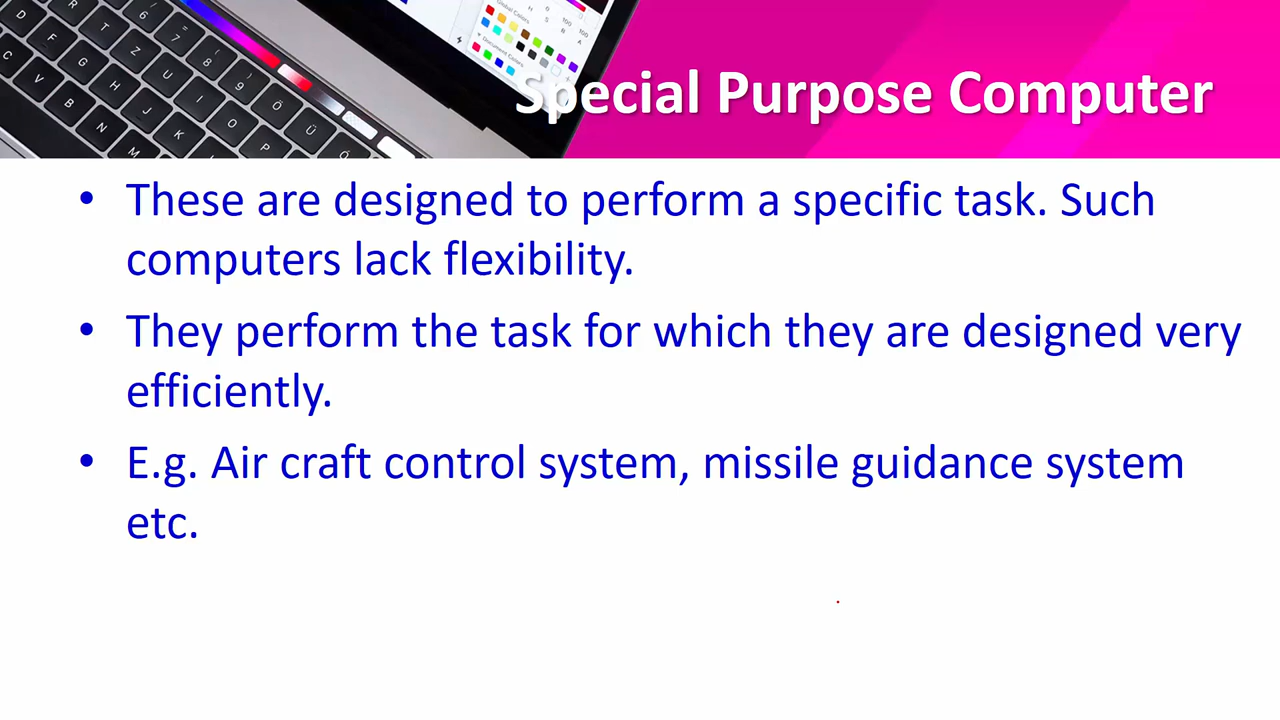 Special Purpose Computer
• These are designed to perform a specific task. Such
computers lack flexibility.
• They perform the task for which they are designed very
efficiently.
• E.g. Air craft control system, missile guidance system
etc.